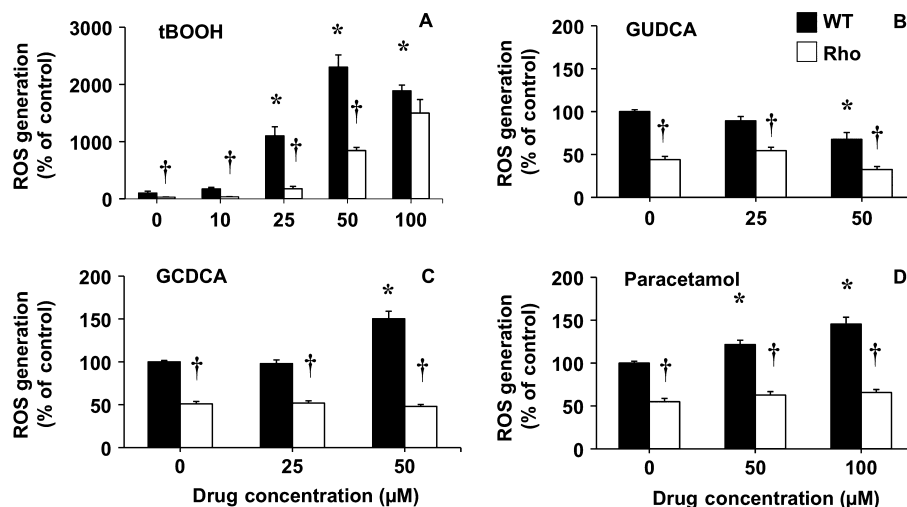 tBOOH
A
ROS generation
(% of control)
3000
2000
1000
0
*
*
*
†
†
†
†
0 10 25 50 100
GUDCA
WT
Rho
B
ROS generation
(% of control)
200
150
100
50
0
*
†
†
†
0 25 50
GCDCA
C
ROS generation
(% of control)
200
150
100
50
0
*
†
†
†
0 25 50
Drug concentration (µM)
Paracetamol
D
ROS generation
(% of control)
200
150
100
50
0
*
*
†
†
†
0 50 100
Drug concentration (µM)